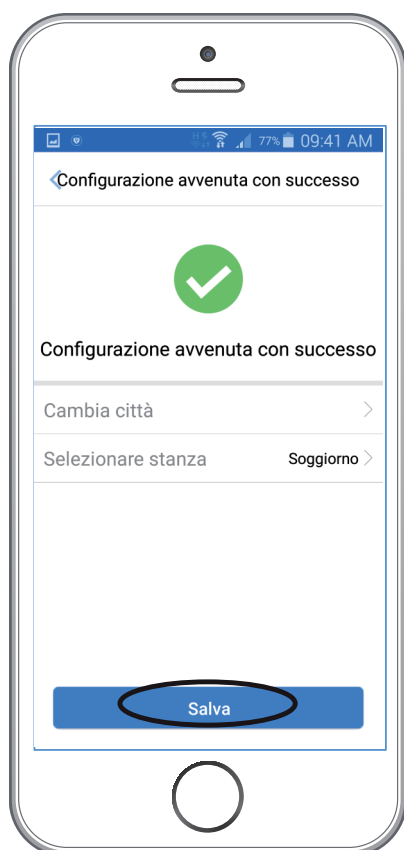 77% 09:41 AM
Configurazione avvenuta con successo
Configurazione avvenuta con successo
Cambia città
Selezionare stanza Soggiorno
Salva